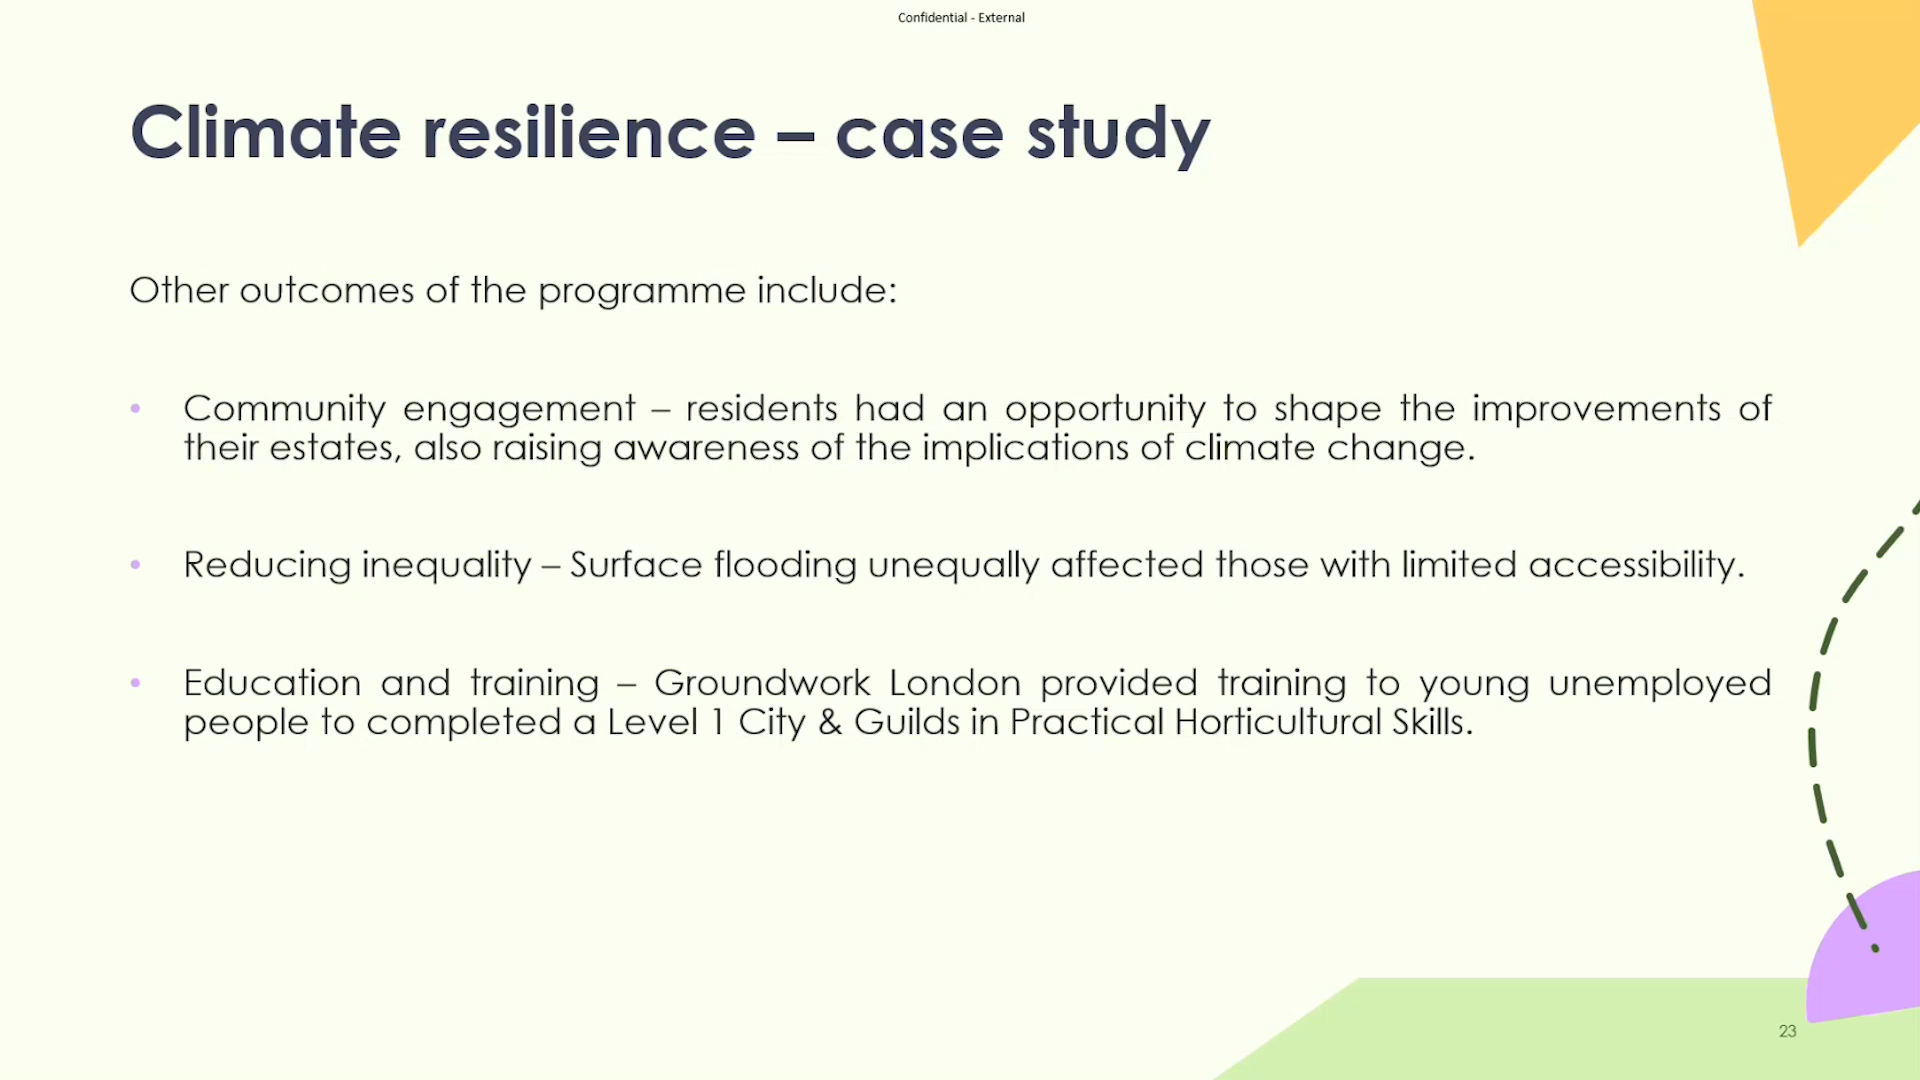 Confidential - External
Climate resilience – case study
Other outcomes of the programme include:
• Community engagement – residents had an opportunity to shape the improvements of
their estates, also raising awareness of the implications of climate change.
• Reducing inequality – Surface flooding unequally affected those with limited accessibility.
• Education and training – Groundwork London provided training to young unemployed
people to completed a Level 1 City & Guilds in Practical Horticultural Skills.
23